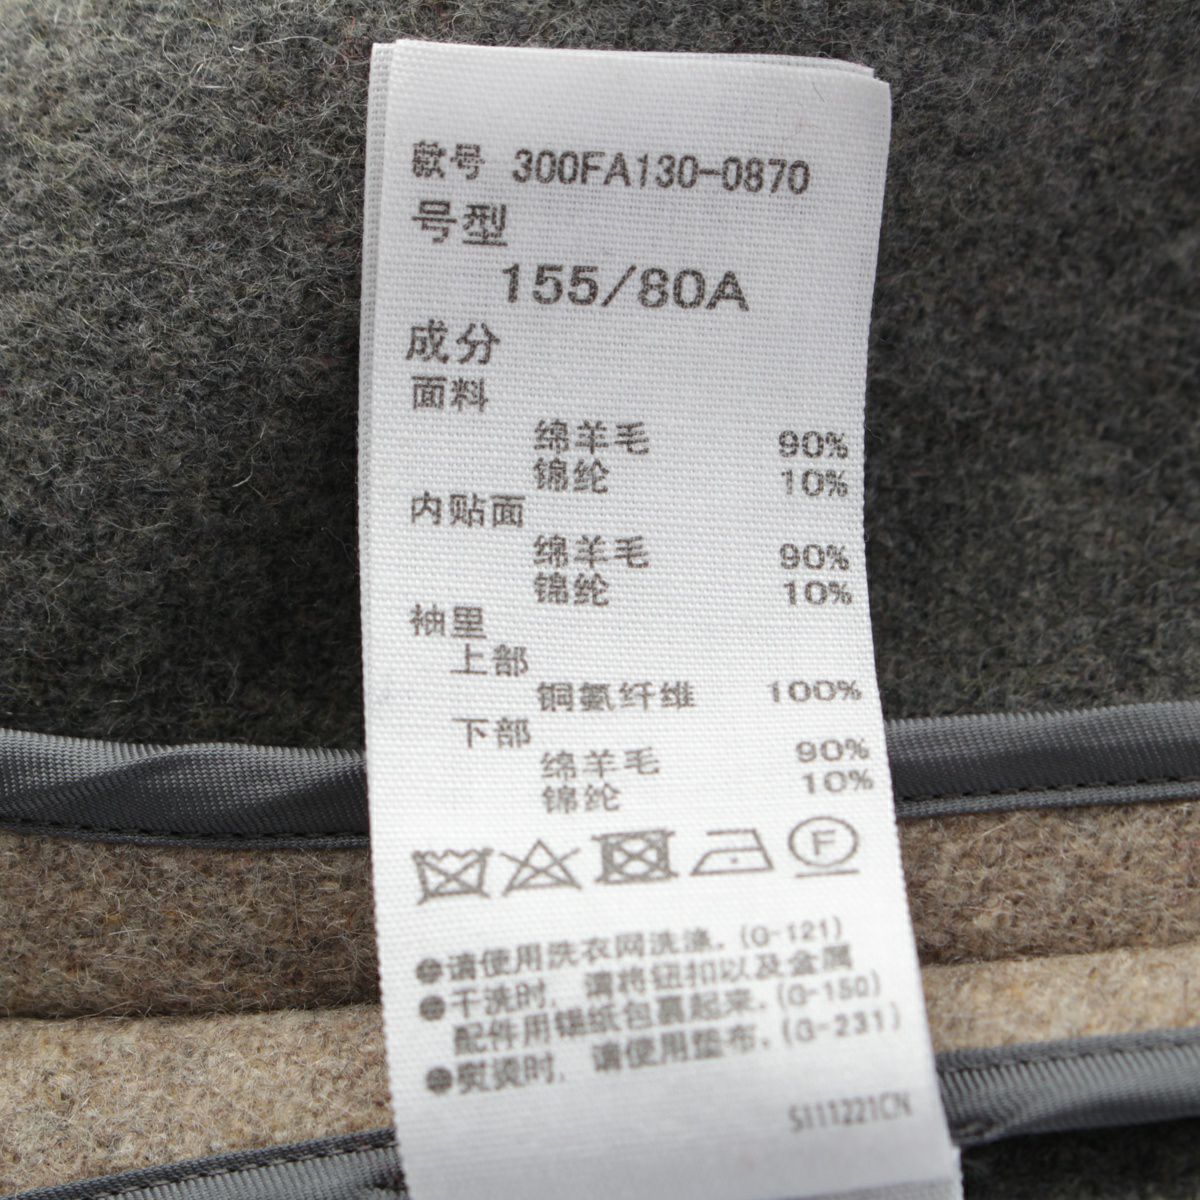 款号 300FA130-0870
号型
155/80A
成分
面料
绵羊毛 90%
锦纶 10%
内贴面
绵羊毛 90%
锦纶 10%
袖里
上部
铜氨纤维 100%
下部
绵羊毛 90%
锦纶 10%
F
●请使用洗衣网洗涤。(G-121)
●干洗时，请将钮扣以及金属
配件用锡纸包裹起来。(G-150)
●熨烫时，请使用垫布。(G-231)
S111221CN